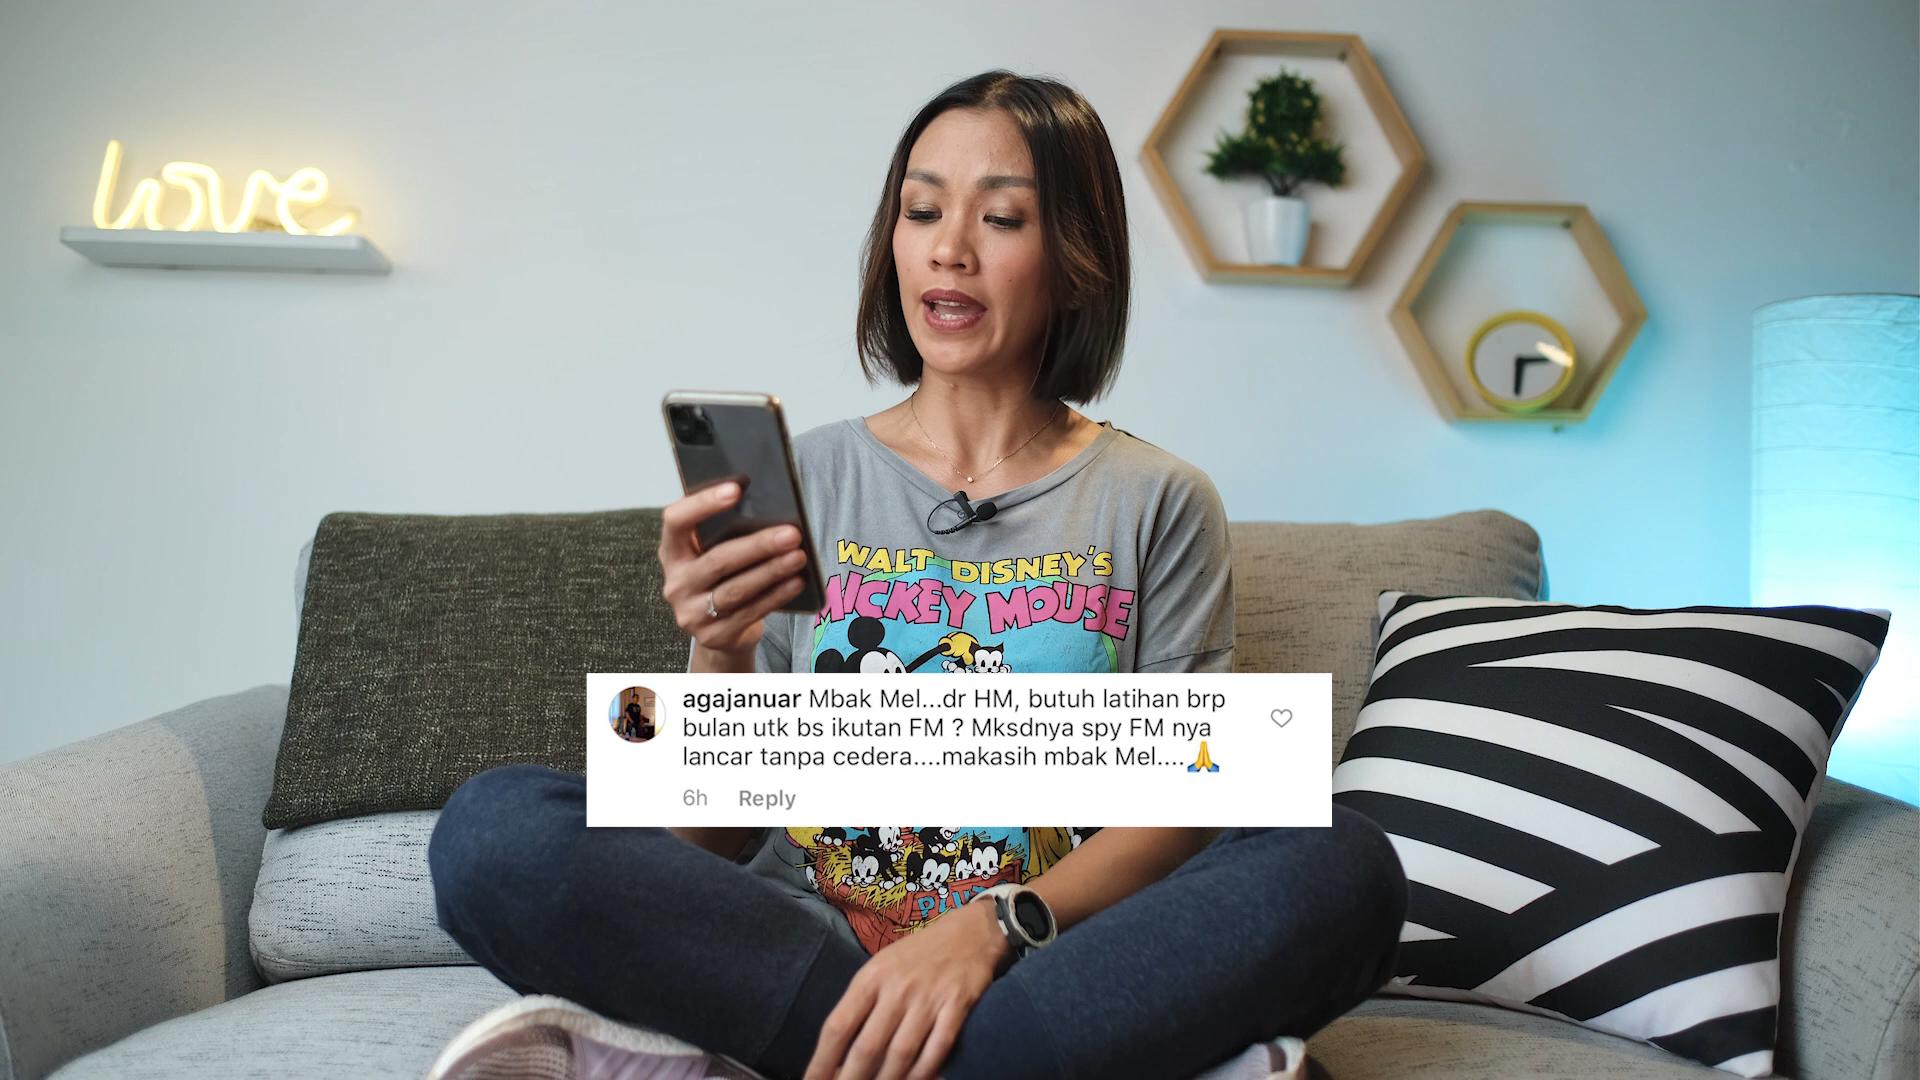 love
WALT DISNEY'S
MICKEY MOUSE
agajanuar Mbak Mel...dr HM, butuh latihan brp
bulan utk bs ikutan FM ? Mksdnya spy FM nya
lancar tanpa cedera....makasih mbak Mel....🙏
6h Reply